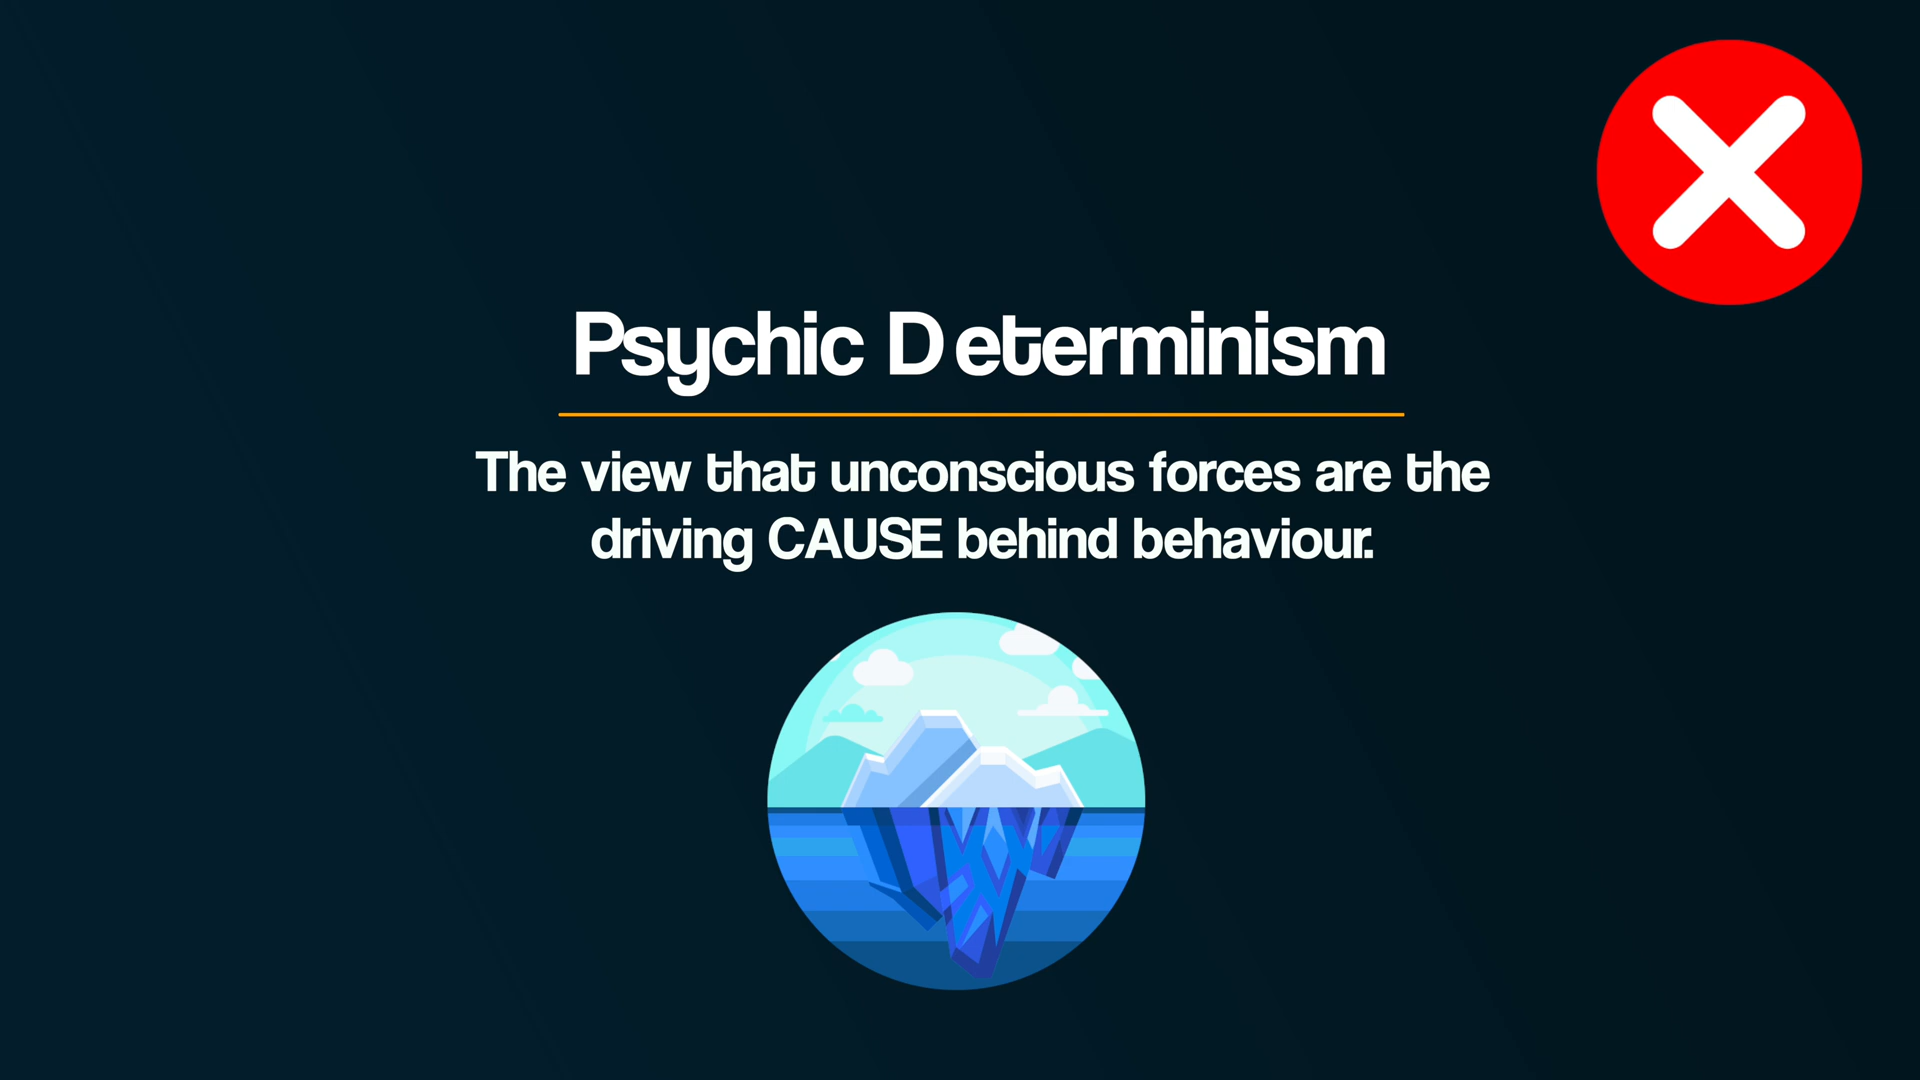 Psychic Determinism
The view that unconscious forces are the
driving CAUSE behind behaviour.